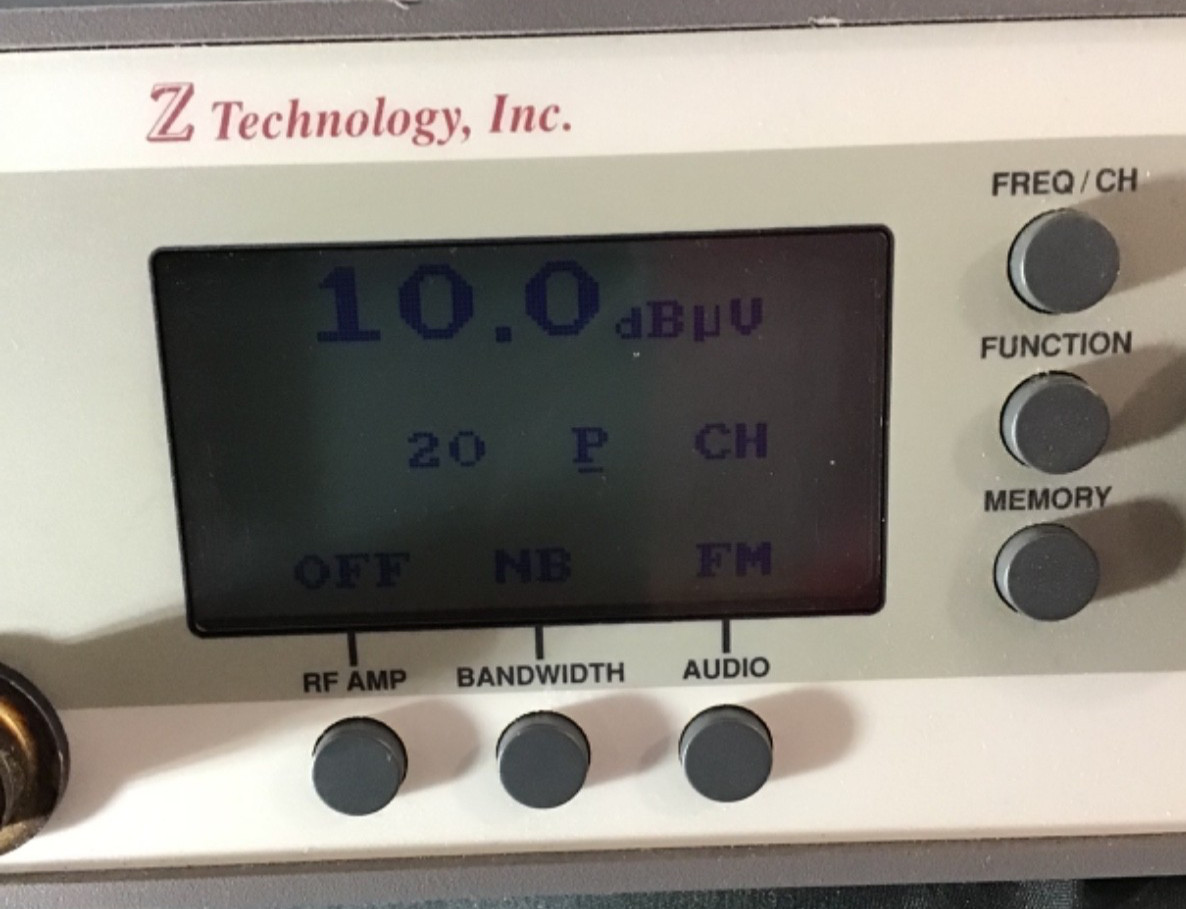 Z Technology, Inc.
FREQ / CH
10.0 dBµV
FUNCTION
20 P CH
MEMORY
OFF NB FM
RF AMP BANDWIDTH AUDIO